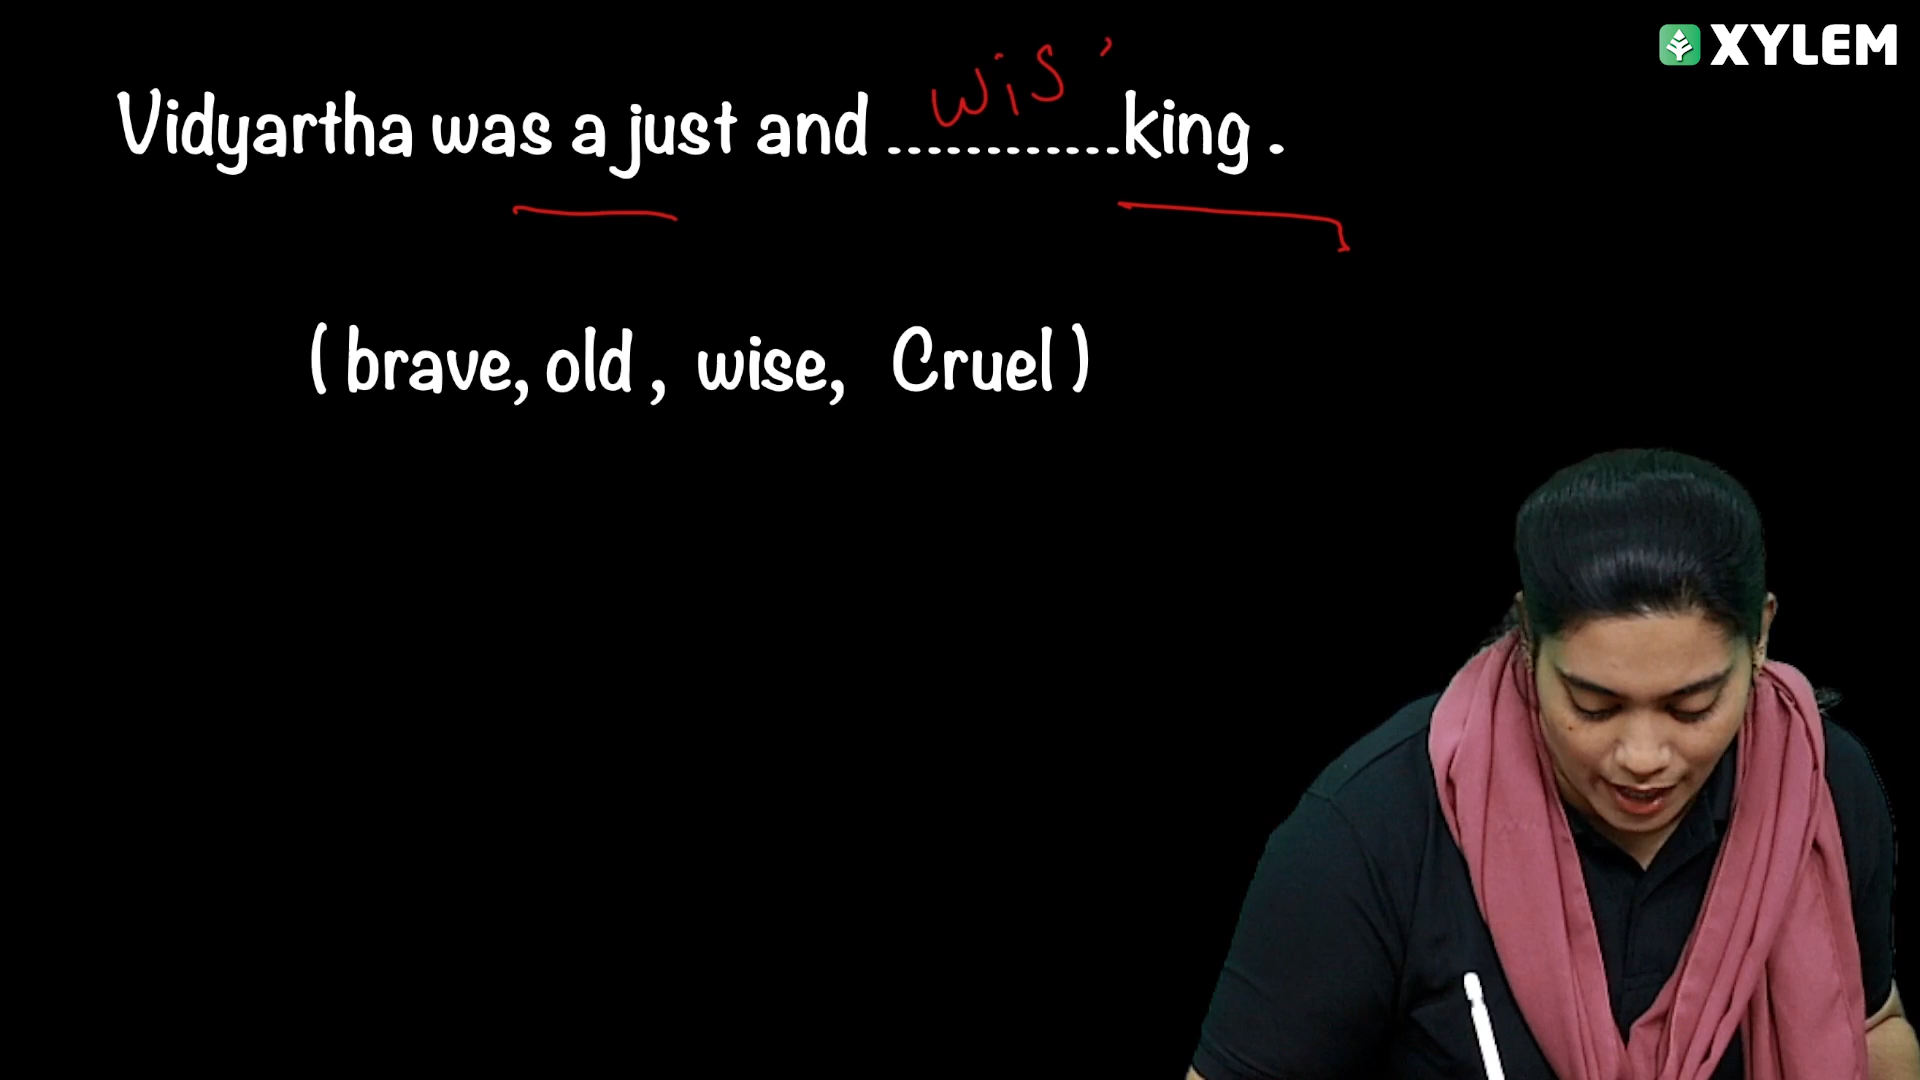 XYLEM
wis
Vidyartha was a just and ............king .
( brave, old , wise, Cruel )